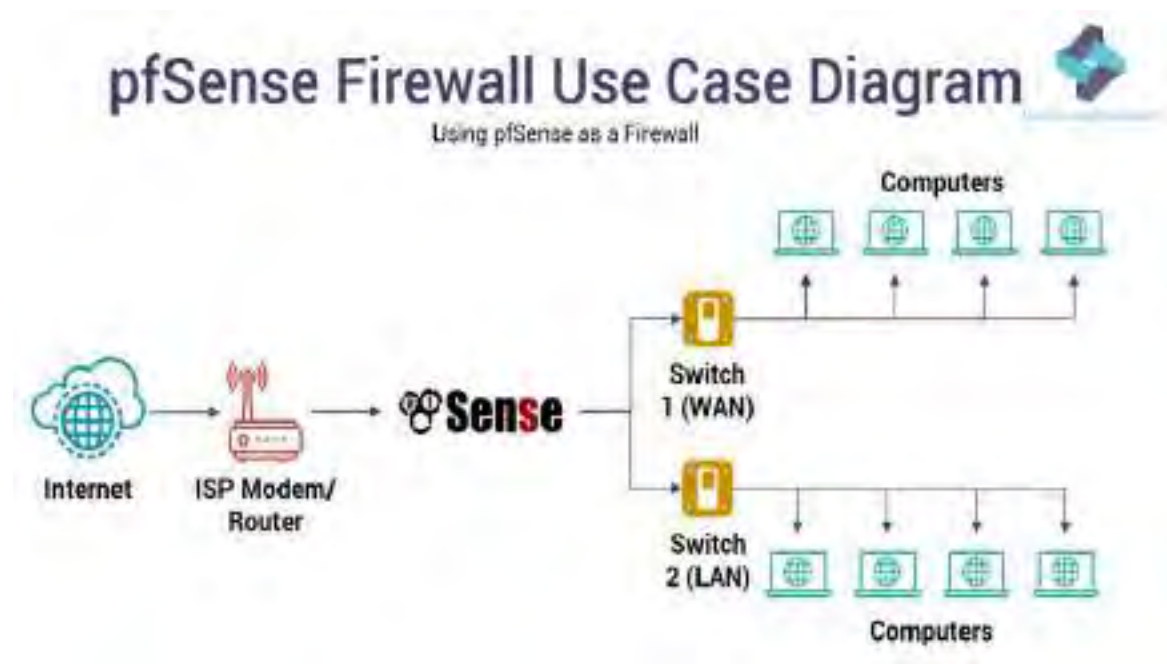 pfSense Firewall Use Case Diagram
Using pfSense as a Firewall
Computers
Switch
1 (WAN)
Sense
Internet
ISP Modem/
Router
Switch
2 (LAN)
Computers